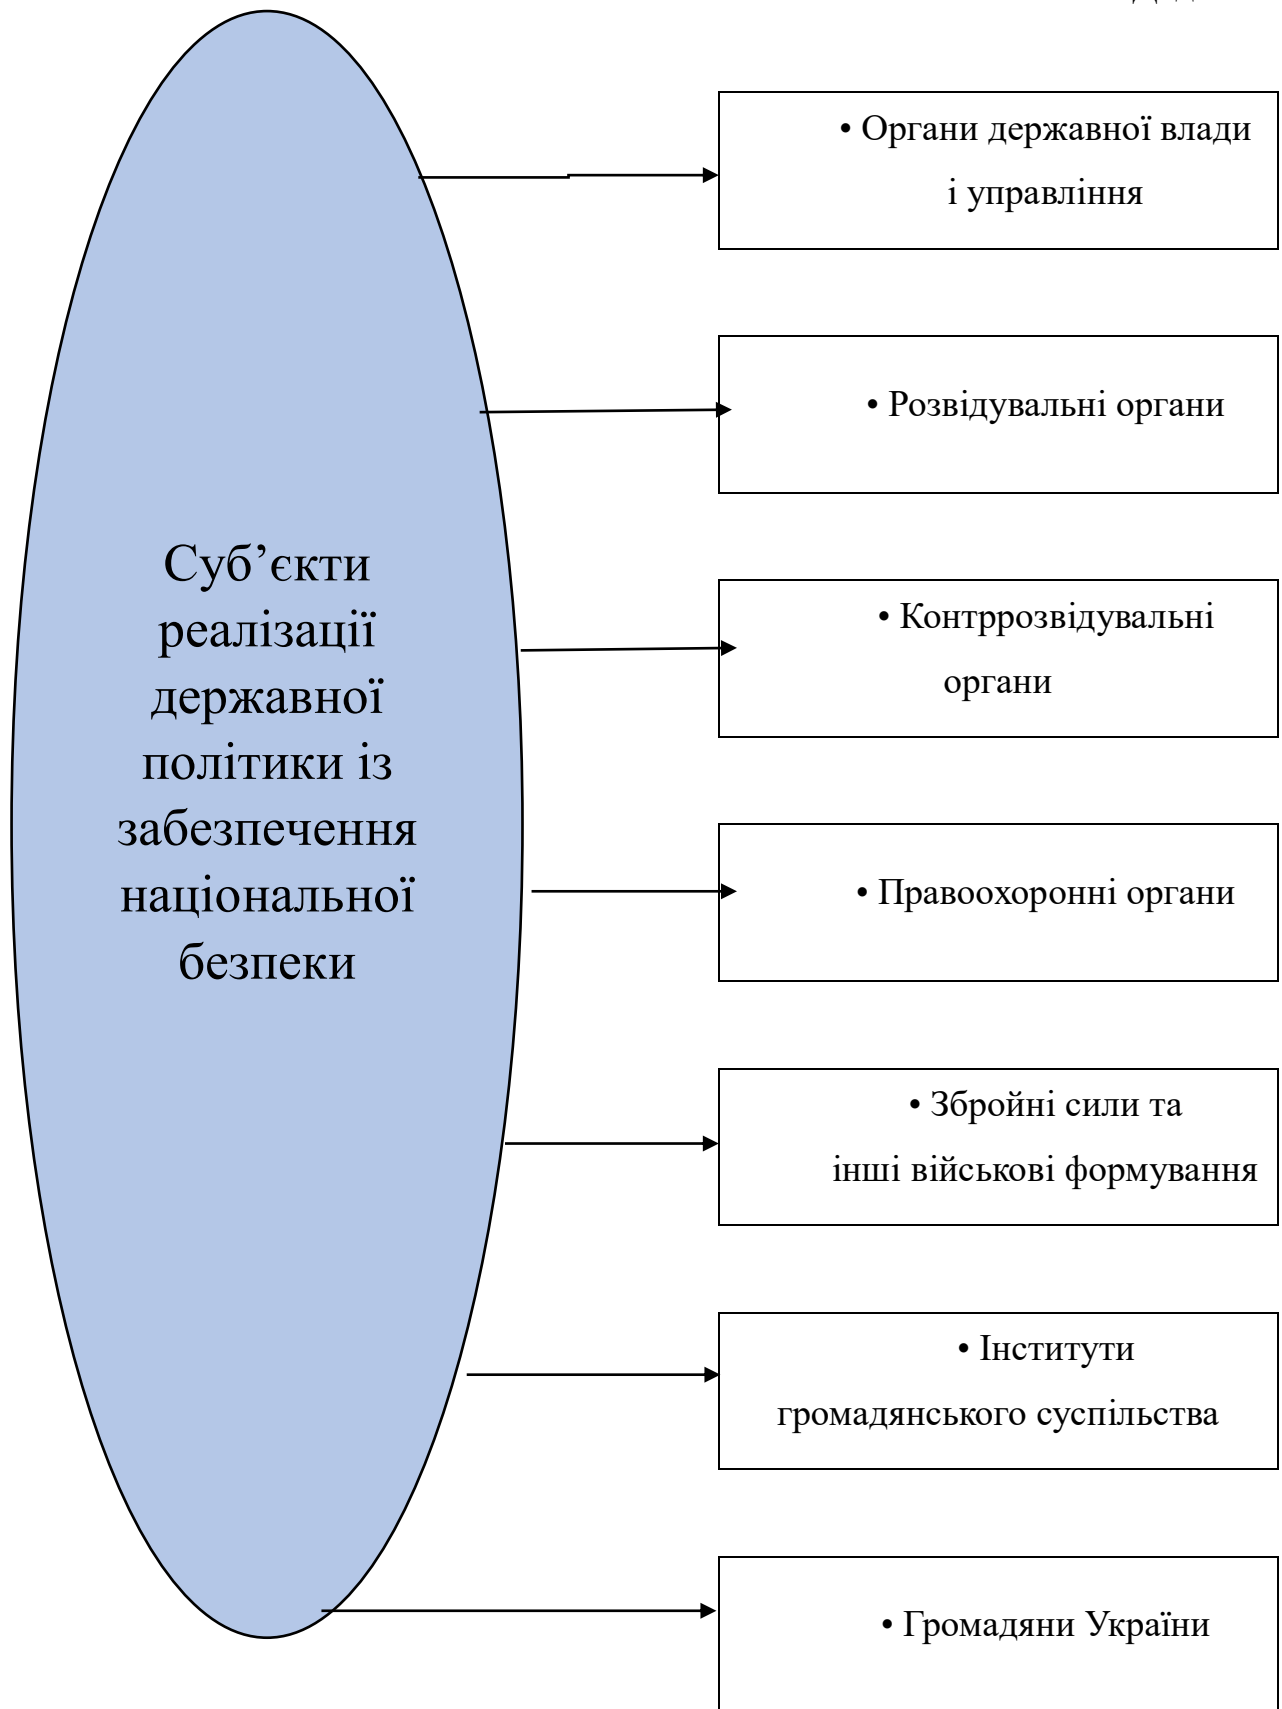 Суб’єкти
реалізації
державної
політики із
забезпечення
національної
безпеки
• Органи державної влади
і управління
• Розвідувальні органи
• Контррозвідувальні
органи
• Правоохоронні органи
• Збройні сили та
інші військові формування
• Інститути
громадянського суспільства
• Громадяни України